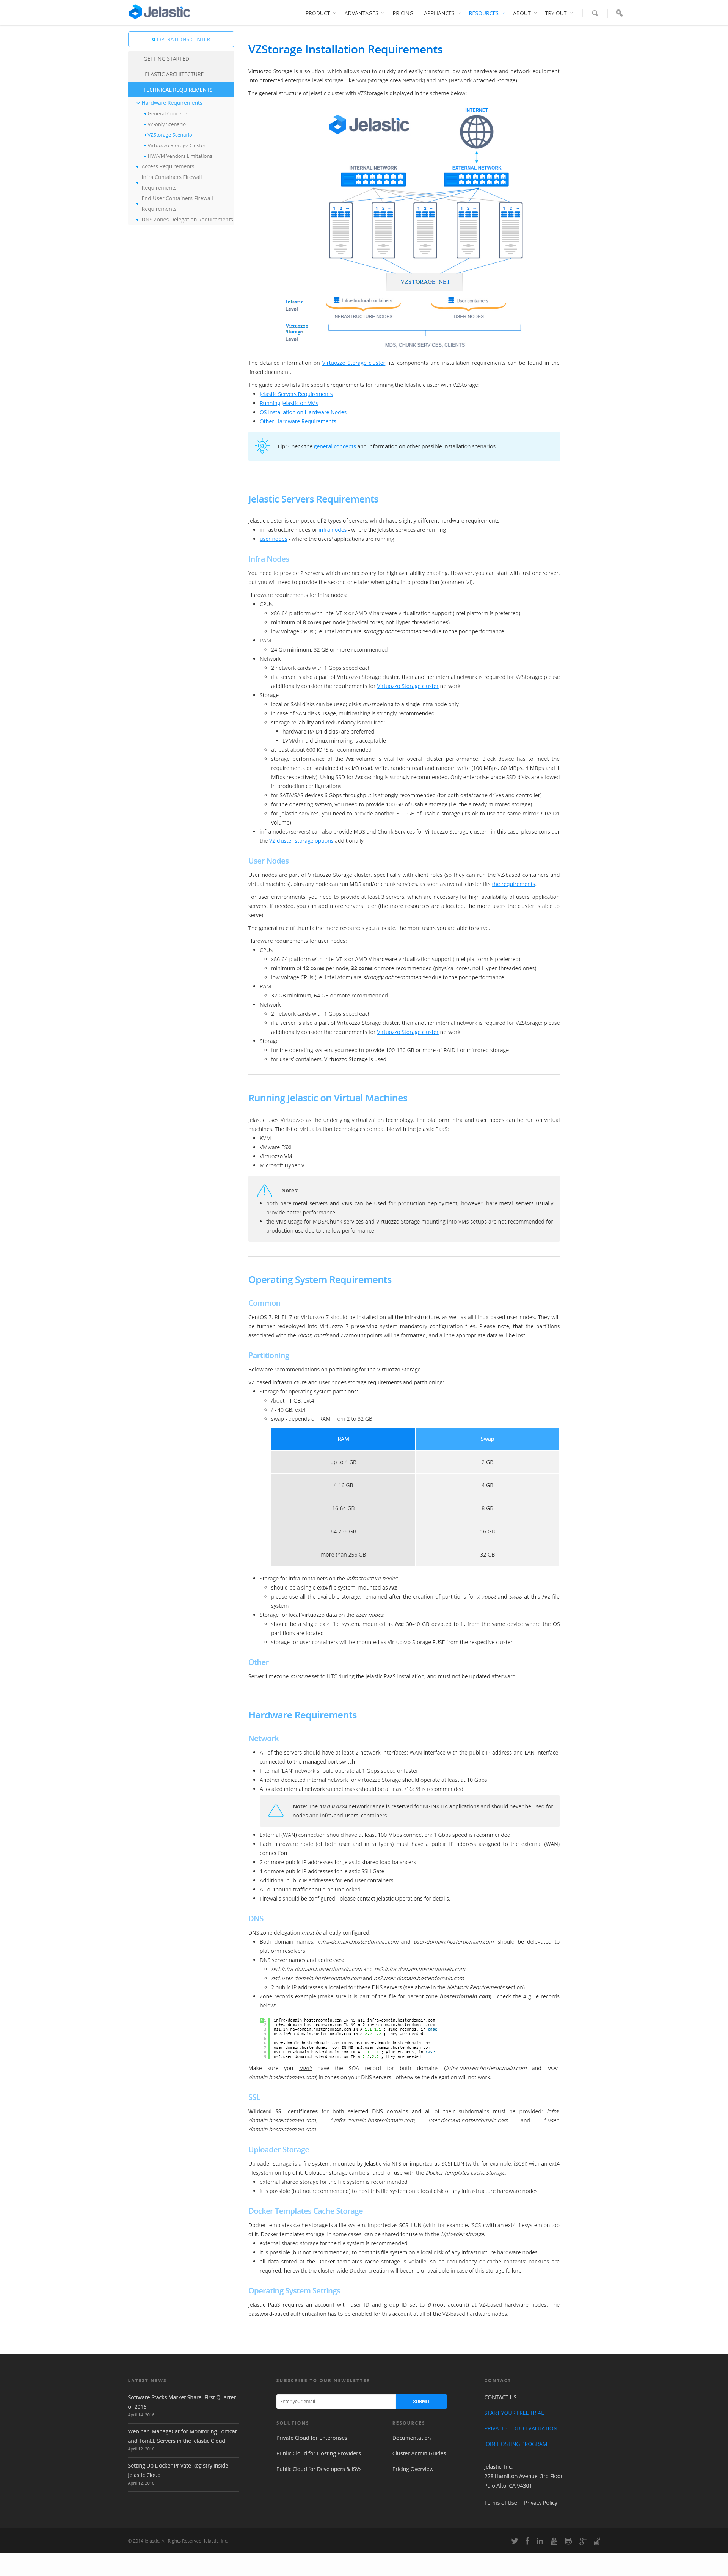 Jelastic
PRODUCT ADVANTAGES PRICING APPLIANCES RESOURCES ABOUT TRY OUT
OPERATIONS CENTER
GETTING STARTED
JELASTIC ARCHITECTURE
TECHNICAL REQUIREMENTS
Hardware Requirements
General Concepts
VZ-only Scenario
VZStorage Scenario
Virtuozzo Storage Cluster
HW/VM Vendors Limitations
Access Requirements
Infra Containers Firewall
Requirements
End-User Containers Firewall
Requirements
DNS Zones Delegation Requirements
VZStorage Installation Requirements
Virtuozzo Storage is a solution, which allows you to quickly and easily transform low-cost hardware and network equipment
into protected enterprise-level storage, like SAN (Storage Area Network) and NAS (Network Attached Storage).
The general structure of Jelastic cluster with VZStorage is displayed in the scheme below:
INTERNET
Jelastic
INTERNAL NETWORK EXTERNAL NETWORK
1 2 ... 1 2 ... 1 2 ... 1 2 ... 1 2 ...
VZSTORAGE NET
Jelastic
Level
Infrastructural containers User containers
INFRASTRUCTURE NODES USER NODES
Virtuozzo
Storage
Level
MDS, CHUNK SERVICES, CLIENTS
The detailed information on Virtuozzo Storage cluster, its components and installation requirements can be found in the
linked document.
The guide below lists the specific requirements for running the Jelastic cluster with VZStorage:
Jelastic Servers Requirements
Running Jelastic on VMs
OS Installation on Hardware Nodes
Other Hardware Requirements
Tip: Check the general concepts and information on other possible installation scenarios.
Jelastic Servers Requirements
Jelastic cluster is composed of 2 types of servers, which have slightly different hardware requirements:
infrastructure nodes or infra nodes - where the Jelastic services are running
user nodes - where the users' applications are running
Infra Nodes
You need to provide 2 servers, which are necessary for high availability enabling. However, you can start with just one server,
but you will need to provide the second one later when going into production (commercial).
Hardware requirements for infra nodes:
CPUs
x86-64 platform with Intel VT-x or AMD-V hardware virtualization support (Intel platform is preferred)
minimum of 8 cores per node (physical cores, not Hyper-threaded ones)
low voltage CPUs (i.e. Intel Atom) are strongly not recommended due to the poor performance.
RAM
24 Gb minimum, 32 GB or more recommended
Network
2 network cards with 1 Gbps speed each
if a server is also a part of Virtuozzo Storage cluster, then another internal network is required for VZStorage; please
additionally consider the requirements for Virtuozzo Storage cluster network
Storage
local or SAN disks can be used; disks must belong to a single infra node only
in case of SAN disks usage, multipathing is strongly recommended
storage reliability and redundancy is required:
hardware RAID1 disk(s) are preferred
LVM/dmraid Linux mirroring is acceptable
at least about 600 IOPS is recommended
storage performance of the /vz volume is vital for overall cluster performance. Block device has to meet the
requirements on sustained disk I/O read, write, random read and random write (100 MBps, 60 MBps, 4 MBps and 1
MBps respectively). Using SSD for /vz caching is strongly recommended. Only enterprise-grade SSD disks are allowed
in production configurations
for SATA/SAS devices 6 Gbps throughput is strongly recommended (for both data/cache drives and controller)
for the operating system, you need to provide 100 GB of usable storage (i.e. the already mirrored storage)
for Jelastic services, you need to provide another 500 GB of usable storage (it's ok to use the same mirror / RAID1
volume)
infra nodes (servers) can also provide MDS and Chunk Services for Virtuozzo Storage cluster - in this case, please consider
the VZ cluster storage options additionally
User Nodes
User nodes are part of Virtuozzo Storage cluster, specifically with client roles (so they can run the VZ-based containers and
virtual machines), plus any node can run MDS and/or chunk services, as soon as overall cluster fits the requirements.
For user environments, you need to provide at least 3 servers, which are necessary for high availability of users' applications
servers. If needed, you can add more servers later (the more resources are allocated, the more users the cluster is able to
serve).
The general rule of thumb: the more resources you allocate, the more users you are able to serve.
Hardware requirements for user nodes:
CPUs
x86-64 platform with Intel VT-x or AMD-V hardware virtualization support (Intel platform is preferred)
minimum of 12 cores per node, 32 cores or more recommended (physical cores, not Hyper-threaded ones)
low voltage CPUs (i.e. Intel Atom) are strongly not recommended due to the poor performance.
RAM
32 GB minimum, 64 GB or more recommended
Network
2 network cards with 1 Gbps speed each
if a server is also a part of Virtuozzo Storage cluster, then another internal network is required for VZStorage; please
additionally consider the requirements for Virtuozzo Storage cluster network
Storage
for the operating system, you need to provide 100-130 GB or more of RAID1 or mirrored storage
for users' containers, Virtuozzo Storage is used
Running Jelastic on Virtual Machines
Jelastic uses Virtuozzo as the underlying virtualization technology. The platform infra and user nodes can be run on virtual
machines. The list of virtualization technologies compatible with the Jelastic PaaS:
KVM
VMware ESXi
Virtuozzo VM
Microsoft Hyper-V
Notes:
both bare-metal servers and VMs can be used for production deployment; however, bare-metal servers usually
provide better performance
the VMs usage for MDS/Chunk services and Virtuozzo Storage mounting into VMs setups are not recommended for
production use due to the low performance
Operating System Requirements
Common
CentOS 7, RHEL 7 or Virtuozzo 7 should be installed on all the infrastructure, as well as all Linux-based user nodes. They will
be further redeployed into Virtuozzo 7 preserving system mandatory configuration files. Please note, that the partitions
associated with the /boot, rootfs and /vz mount points will be formatted, and all the appropriate data will be lost.
Partitioning
Below are recommendations on partitioning for the Virtuozzo Storage.
VZ-based infrastructure and user nodes storage requirements and partitioning:
Storage for operating system partitions:
/boot - 1 GB, ext4
/ - 40 GB, ext4
swap - depends on RAM, from 2 to 32 GB:
RAM Swap
up to 4 GB 2 GB
4-16 GB 4 GB
16-64 GB 8 GB
64-256 GB 16 GB
more than 256 GB 32 GB
Storage for infra containers on the infrastructure nodes:
should be a single ext4 file system, mounted as /vz
please use all the available storage, remained after the creation of partitions for /, /boot and swap at this /vz file
system
Storage for local Virtuozzo data on the user nodes:
should be a single ext4 file system, mounted as /vz; 30-40 GB devoted to it, from the same device where the OS
partitions are located
storage for user containers will be mounted as Virtuozzo Storage FUSE from the respective cluster
Other
Server timezone must be set to UTC during the Jelastic PaaS installation, and must not be updated afterward.
Hardware Requirements
Network
All of the servers should have at least 2 network interfaces: WAN interface with the public IP address and LAN interface,
connected to the managed port switch
Internal (LAN) network should operate at 1 Gbps speed or faster
Another dedicated internal network for virtuozzo Storage should operate at least at 10 Gbps
Allocated internal network subnet mask should be at least /16; /8 is recommended
Note: The 10.0.0.0/24 network range is reserved for NGINX HA applications and should never be used for
nodes and infra/end-users' containers.
External (WAN) connection should have at least 100 Mbps connection; 1 Gbps speed is recommended
Each hardware node (of both user and infra types) must have a public IP address assigned to the external (WAN)
connection
2 or more public IP addresses for Jelastic shared load balancers
1 or more public IP addresses for Jelastic SSH Gate
Additional public IP addresses for end-user containers
All outbound traffic should be unblocked
Firewalls should be configured - please contact Jelastic Operations for details.
DNS
DNS zone delegation must be already configured:
Both domain names, infra-domain.hosterdomain.com and user-domain.hosterdomain.com, should be delegated to
platform resolvers.
DNS server names and addresses:
ns1.infra-domain.hosterdomain.com and ns2.infra-domain.hosterdomain.com
ns1.user-domain.hosterdomain.com and ns2.user-domain.hosterdomain.com
2 public IP addresses allocated for these DNS servers (see above in the Network Requirements section)
Zone records example (make sure it is part of the file for parent zone hosterdomain.com) - check the 4 glue records
below:
infra-domain.hosterdomain.com IN NS ns1.infra-domain.hosterdomain.com
infra-domain.hosterdomain.com IN NS ns2.infra-domain.hosterdomain.com
ns1.infra-domain.hosterdomain.com IN A 1.1.1.1 ; glue records, in case
ns2.infra-domain.hosterdomain.com IN A 2.2.2.2 ; they are needed
user-domain.hosterdomain.com IN NS ns1.user-domain.hosterdomain.com
user-domain.hosterdomain.com IN NS ns2.user-domain.hosterdomain.com
ns1.user-domain.hosterdomain.com IN A 1.1.1.1 ; glue records, in case
ns2.user-domain.hosterdomain.com IN A 2.2.2.2 ; they are needed
Make sure you don't have the SOA record for both domains (infra-domain.hosterdomain.com and user-
domain.hosterdomain.com) in zones on your DNS servers - otherwise the delegation will not work.
SSL
Wildcard SSL certificates for both selected DNS domains and all of their subdomains must be provided: infra-
domain.hosterdomain.com, *.infra-domain.hosterdomain.com, user-domain.hosterdomain.com and *.user-
domain.hosterdomain.com.
Uploader Storage
Uploader storage is a file system, mounted by Jelastic via NFS or imported as SCSI LUN (with, for example, iSCSI) with an ext4
filesystem on top of it. Uploader storage can be shared for use with the Docker templates cache storage.
external shared storage for the file system is recommended
it is possible (but not recommended) to host this file system on a local disk of any infrastructure hardware nodes
Docker Templates Cache Storage
Docker templates cache storage is a file system, imported as SCSI LUN (with, for example, iSCSI) with an ext4 filesystem on top
of it. Docker templates storage, in some cases, can be shared for use with the Uploader storage.
external shared storage for the file system is recommended
it is possible (but not recommended) to host this file system on a local disk of any infrastructure hardware nodes
all data stored at the Docker templates cache storage is volatile, so no redundancy or cache contents' backups are
required; herewith, the cluster-wide Docker creation will become unavailable in case of this storage failure
Operating System Settings
Jelastic PaaS requires an account with user ID and group ID set to 0 (root account) at VZ-based hardware nodes. The
password-based authentication has to be enabled for this account at all of the VZ-based hardware nodes.
LATEST NEWS
Software Stacks Market Share: First Quarter
of 2016
April 14, 2016
Webinar: ManageCat for Monitoring Tomcat
and TomEE Servers in the Jelastic Cloud
April 12, 2016
Setting Up Docker Private Registry inside
Jelastic Cloud
April 12, 2016
SUBSCRIBE TO OUR NEWSLETTER
Enter your email SUBMIT
SOLUTIONS
Private Cloud for Enterprises
Public Cloud for Hosting Providers
Public Cloud for Developers & ISVs
RESOURCES
Documentation
Cluster Admin Guides
Pricing Overview
CONTACT
CONTACT US
START YOUR FREE TRIAL
PRIVATE CLOUD EVALUATION
JOIN HOSTING PROGRAM
Jelastic, Inc.
228 Hamilton Avenue, 3rd Floor
Palo Alto, CA 94301
Terms of Use Privacy Policy
© 2014 Jelastic. All Rights Reserved, Jelastic, Inc.